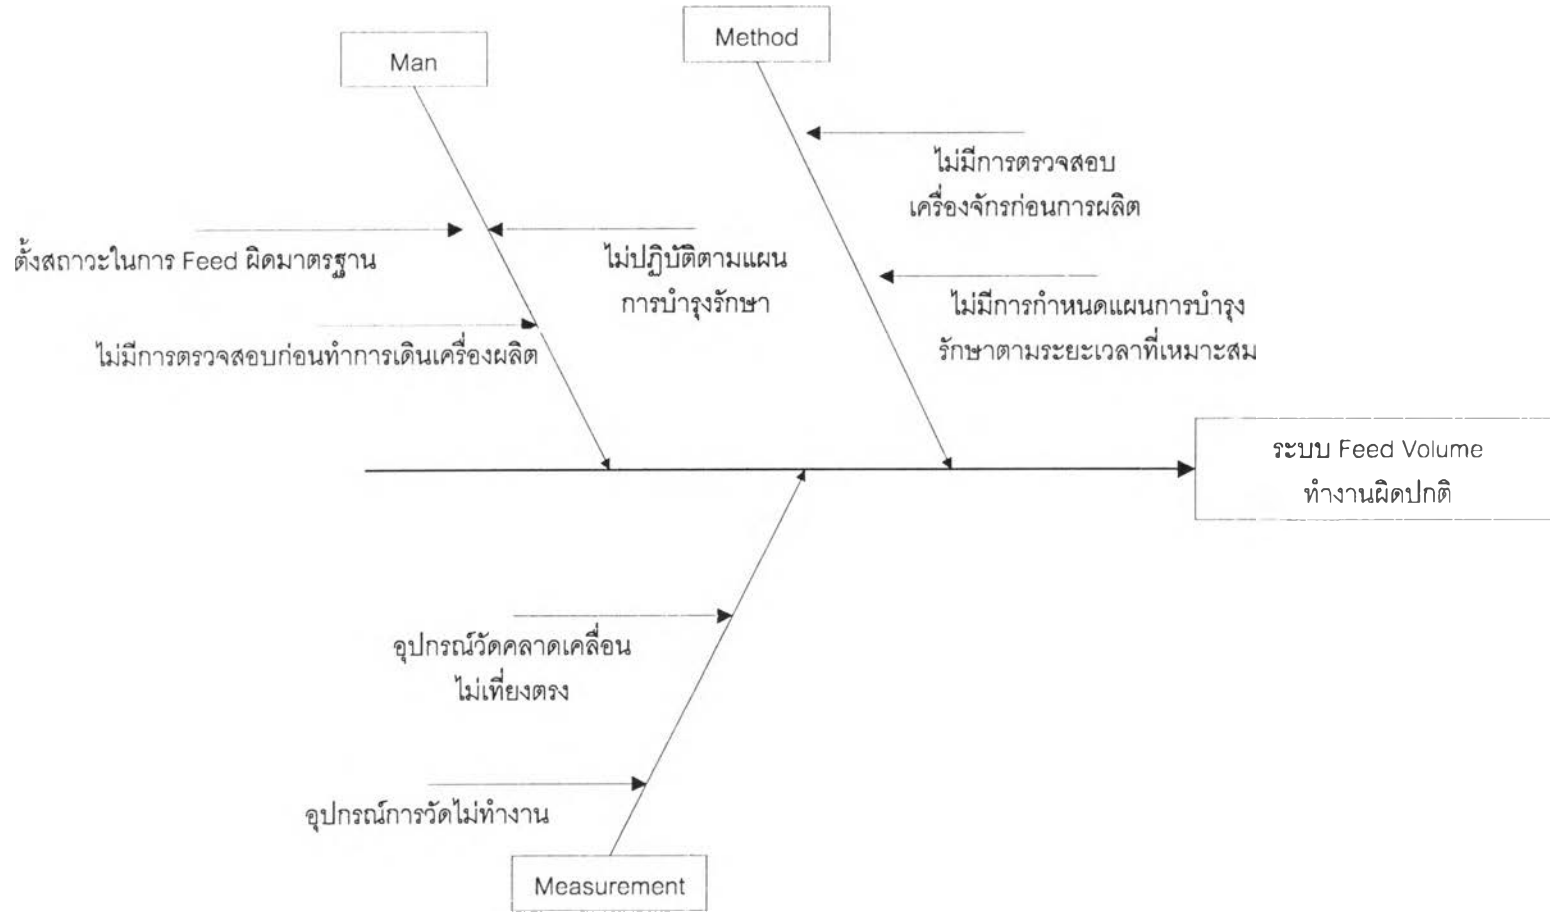 Method
Man
ไม่มีการตรวจสอบ
เครื่องจักรก่อนการผลิต
ตั้งสถาวะในการ Feed ผิดมาตรฐาน
ไม่ปฏิบัติตามแผน
การบำรุงรักษา
ไม่มีการกำหนดแผนการบำรุง
รักษาตามระยะเวลาที่เหมาะสม
ไม่มีการตรวจสอบก่อนทำการเดินเครื่องผลิต
ระบบ Feed Volume
ทำงานผิดปกติ
อุปกรณ์วัดคลาดเคลื่อน
ไม่เที่ยงตรง
อุปกรณ์การวัดไม่ทำงาน
Measurement